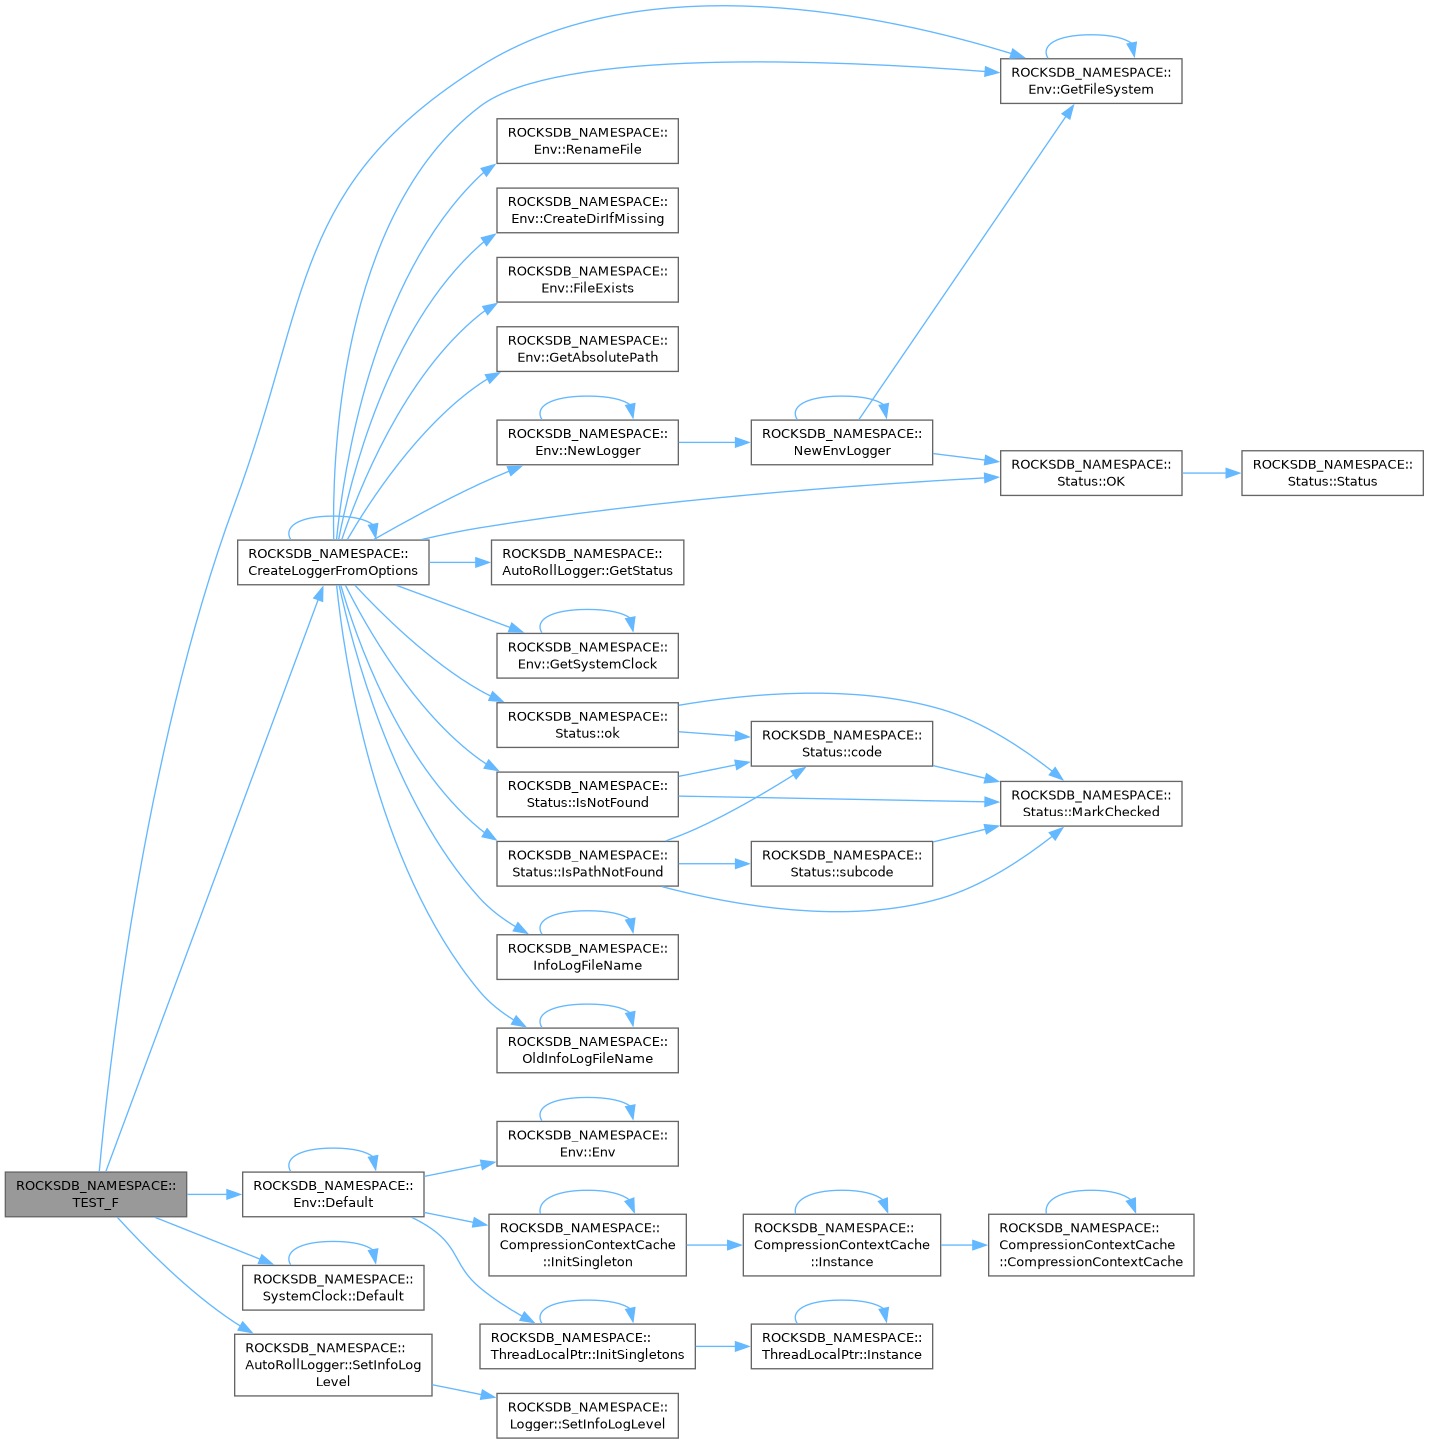 ROCKSDB_NAMESPACE::
Env::GetFileSystem
ROCKSDB_NAMESPACE::
Env::RenameFile
ROCKSDB_NAMESPACE::
Env::CreateDirIfMissing
ROCKSDB_NAMESPACE::
Env::FileExists
ROCKSDB_NAMESPACE::
Env::GetAbsolutePath
ROCKSDB_NAMESPACE::
Env::NewLogger
ROCKSDB_NAMESPACE::
NewEnvLogger
ROCKSDB_NAMESPACE::
Status::OK
ROCKSDB_NAMESPACE::
Status::Status
ROCKSDB_NAMESPACE::
CreateLoggerFromOptions
ROCKSDB_NAMESPACE::
AutoRollLogger::GetStatus
ROCKSDB_NAMESPACE::
Env::GetSystemClock
ROCKSDB_NAMESPACE::
Status::ok
ROCKSDB_NAMESPACE::
Status::code
ROCKSDB_NAMESPACE::
Status::IsNotFound
ROCKSDB_NAMESPACE::
Status::MarkChecked
ROCKSDB_NAMESPACE::
Status::IsPathNotFound
ROCKSDB_NAMESPACE::
Status::subcode
ROCKSDB_NAMESPACE::
InfoLogFileName
ROCKSDB_NAMESPACE::
OldInfoLogFileName
ROCKSDB_NAMESPACE::
Env::Env
ROCKSDB_NAMESPACE::
TEST_F
ROCKSDB_NAMESPACE::
Env::Default
ROCKSDB_NAMESPACE::
CompressionContextCache
::InitSingleton
ROCKSDB_NAMESPACE::
CompressionContextCache
::Instance
ROCKSDB_NAMESPACE::
CompressionContextCache
::CompressionContextCache
ROCKSDB_NAMESPACE::
SystemClock::Default
ROCKSDB_NAMESPACE::
ThreadLocalPtr::InitSingletons
ROCKSDB_NAMESPACE::
ThreadLocalPtr::Instance
ROCKSDB_NAMESPACE::
AutoRollLogger::SetInfoLog
Level
ROCKSDB_NAMESPACE::
Logger::SetInfoLogLevel